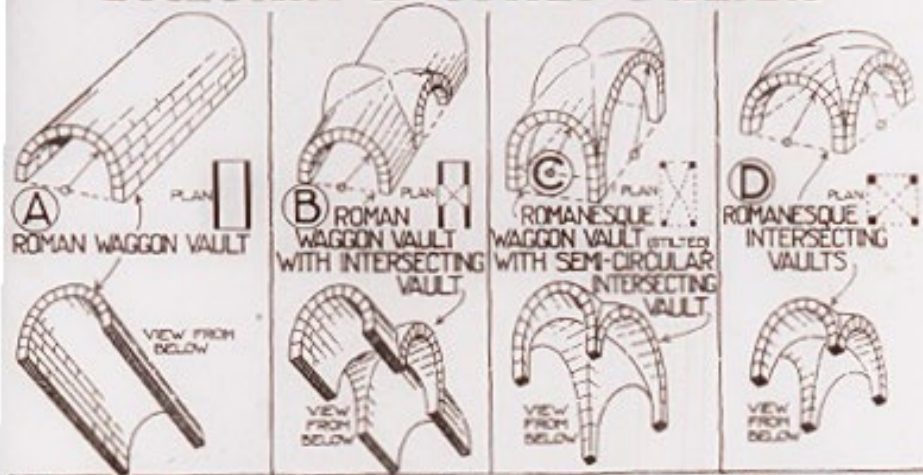 PLAN
A
ROMAN WAGGON VAULT
VIEW FROM
BELOW
PLAN
B
ROMAN
WAGGON VAULT
WITH INTERSECTING
VAULT
VIEW
FROM
BELOW
PLAN
C
ROMANESQUE
WAGGON VAULT (STILTED)
WITH SEMI-CIRCULAR
INTERSECTING
VAULT
VIEW
FROM
BELOW
PLAN
D
ROMANESQUE
INTERSECTING
VAULTS
VIEW
FROM
BELOW